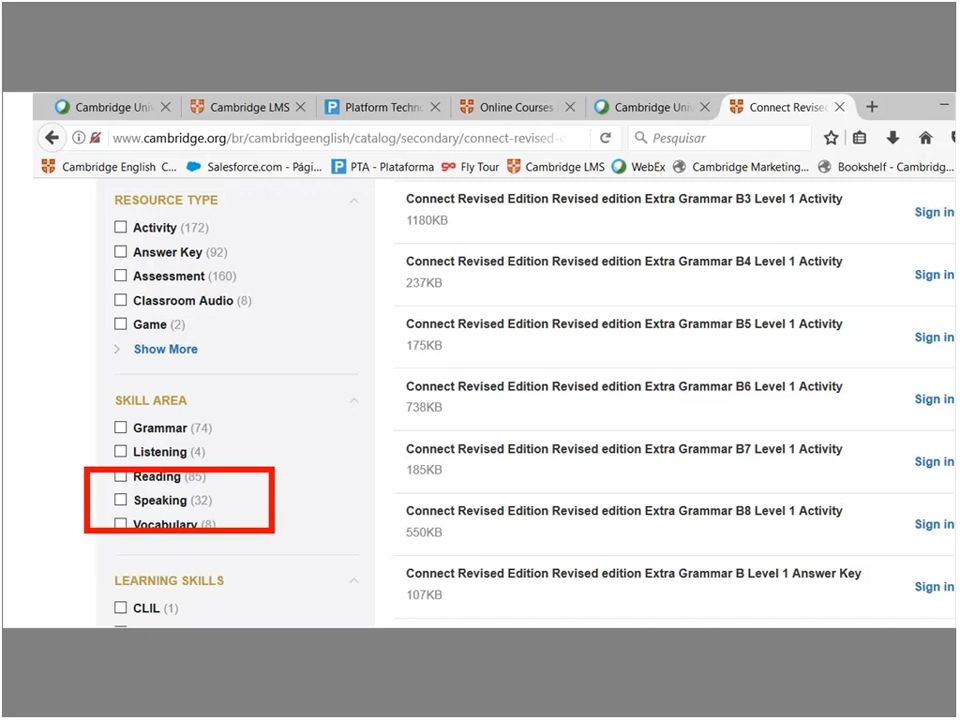 Cambridge Univ
Cambridge LMS
Platform Techno
Online Courses
Cambridge Univ
Connect Revised
www.cambridge.org/br/cambridgeenglish/catalog/secondary/connect-revised-e
Pesquisar
Cambridge English C...
Salesforce.com - Pági...
PTA - Plataforma
Fly Tour
Cambridge LMS
WebEx
Cambridge Marketing...
Bookshelf - Cambridg...
RESOURCE TYPE
Activity (172)
Answer Key (92)
Assessment (160)
Classroom Audio (8)
Game (2)
Show More
SKILL AREA
Grammar (74)
Listening (4)
Reading (85)
Speaking (32)
Vocabulary (8)
LEARNING SKILLS
CLIL (1)
Connect Revised Edition Revised edition Extra Grammar B3 Level 1 Activity
1180KB
Sign in
Connect Revised Edition Revised edition Extra Grammar B4 Level 1 Activity
237KB
Sign in
Connect Revised Edition Revised edition Extra Grammar B5 Level 1 Activity
175KB
Sign in
Connect Revised Edition Revised edition Extra Grammar B6 Level 1 Activity
738KB
Sign in
Connect Revised Edition Revised edition Extra Grammar B7 Level 1 Activity
185KB
Sign in
Connect Revised Edition Revised edition Extra Grammar B8 Level 1 Activity
550KB
Sign in
Connect Revised Edition Revised edition Extra Grammar B Level 1 Answer Key
107KB
Sign in